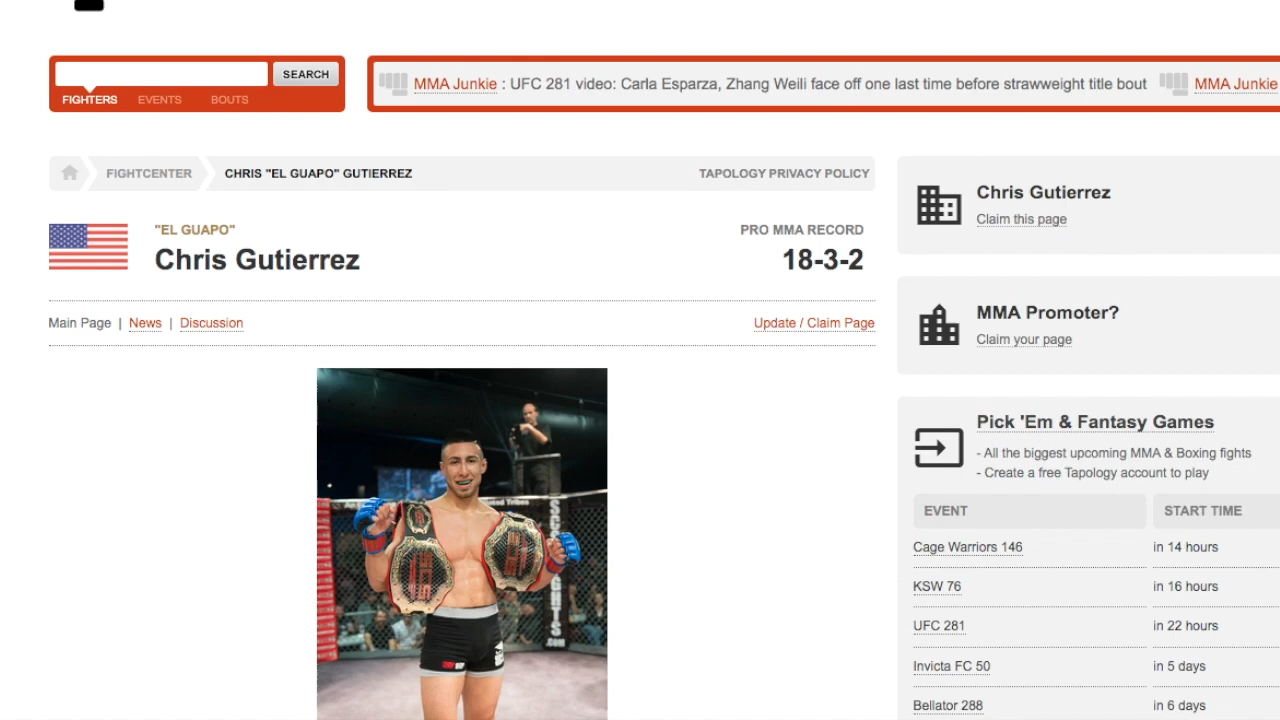 SEARCH
FIGHTERS EVENTS BOUTS
MMA Junkie : UFC 281 video: Carla Esparza, Zhang Weili face off one last time before strawweight title bout MMA Junkie
FIGHTCENTER CHRIS "EL GUAPO" GUTIERREZ TAPOLOGY PRIVACY POLICY
"EL GUAPO" PRO MMA RECORD
Chris Gutierrez 18-3-2
Main Page | News | Discussion Update / Claim Page
Chris Gutierrez
Claim this page
MMA Promoter?
Claim your page
Pick 'Em & Fantasy Games
- All the biggest upcoming MMA & Boxing fights
- Create a free Tapology account to play
EVENT START TIME
Cage Warriors 146 in 14 hours
KSW 76 in 16 hours
UFC 281 in 22 hours
Invicta FC 50 in 5 days
Bellator 288 in 6 days